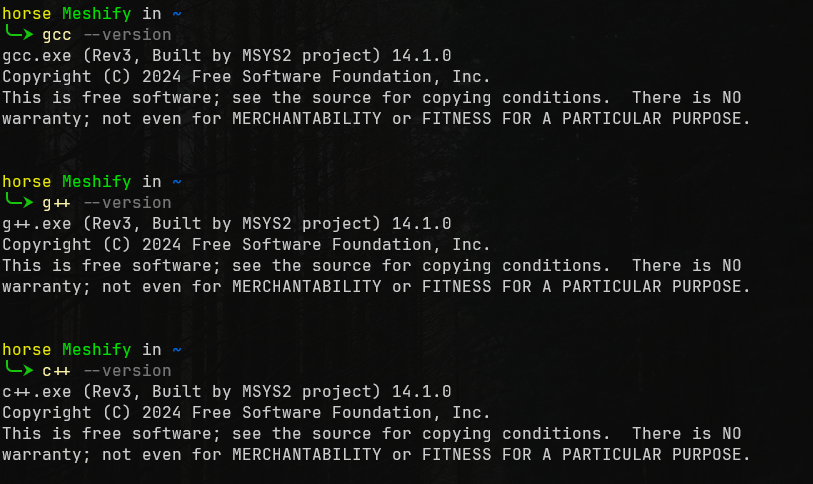 horse Meshify in ~
╰─➤ gcc --version
gcc.exe (Rev3, Built by MSYS2 project) 14.1.0
Copyright (C) 2024 Free Software Foundation, Inc.
This is free software; see the source for copying conditions.  There is NO
warranty; not even for MERCHANTABILITY or FITNESS FOR A PARTICULAR PURPOSE.
horse Meshify in ~
╰─➤ g++ --version
g++.exe (Rev3, Built by MSYS2 project) 14.1.0
Copyright (C) 2024 Free Software Foundation, Inc.
This is free software; see the source for copying conditions.  There is NO
warranty; not even for MERCHANTABILITY or FITNESS FOR A PARTICULAR PURPOSE.
horse Meshify in ~
╰─➤ c++ --version
c++.exe (Rev3, Built by MSYS2 project) 14.1.0
Copyright (C) 2024 Free Software Foundation, Inc.
This is free software; see the source for copying conditions.  There is NO
warranty; not even for MERCHANTABILITY or FITNESS FOR A PARTICULAR PURPOSE.